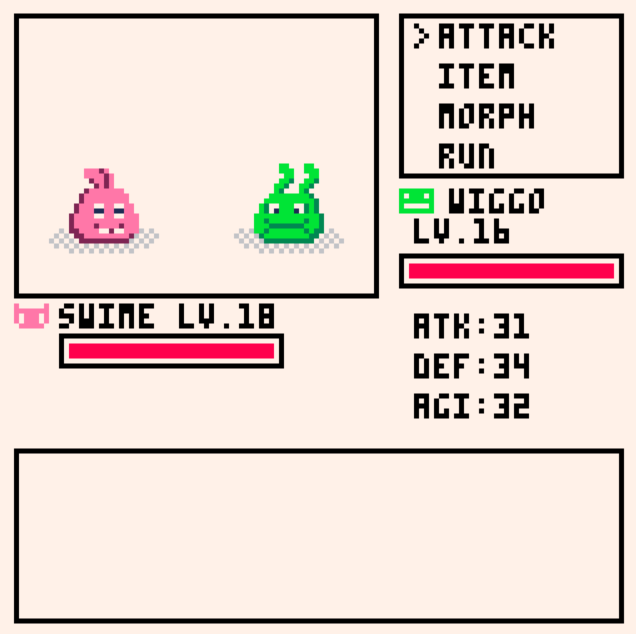 >ATTACK
ITEM
MORPH
RUN
WIGGO
LV.16
SWIME LV.18
ATK:31
DEF:34
AGI:32